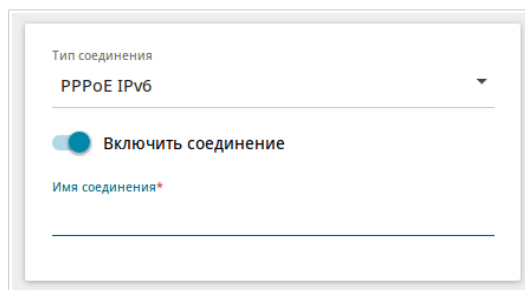 Тип соединения
PPPoE IPv6
Включить соединение
Имя соединения*